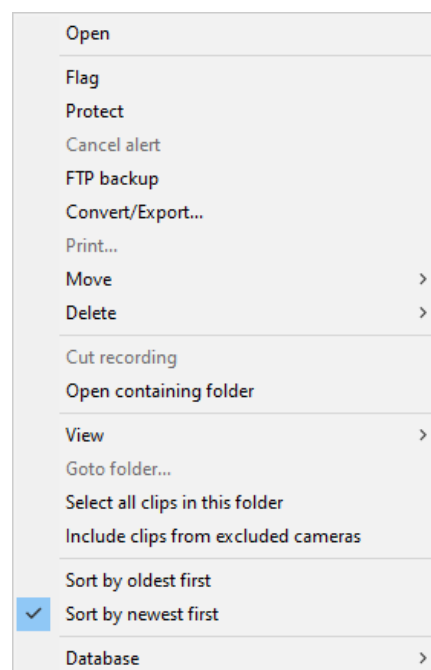 Open
Flag
Protect
Cancel alert
FTP backup
Convert/Export...
Print...
Move
Delete
Cut recording
Open containing folder
View
Goto folder...
Select all clips in this folder
Include clips from excluded cameras
Sort by oldest first
Sort by newest first
Database